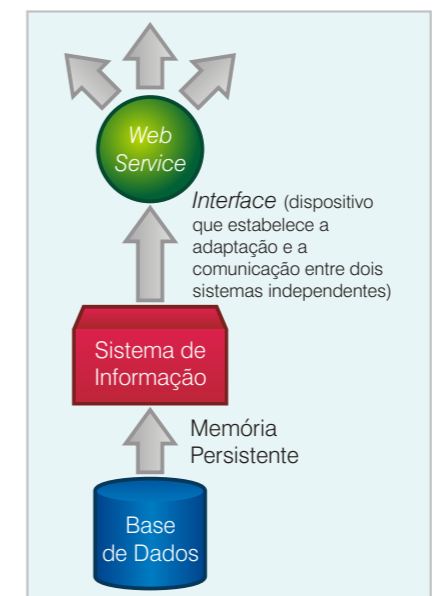 Web
Service
Interface (dispositivo
que estabelece a
adaptação e a
comunicação entre dois
sistemas independentes)
Sistema de
Informação
Memória
Persistente
Base
de Dados